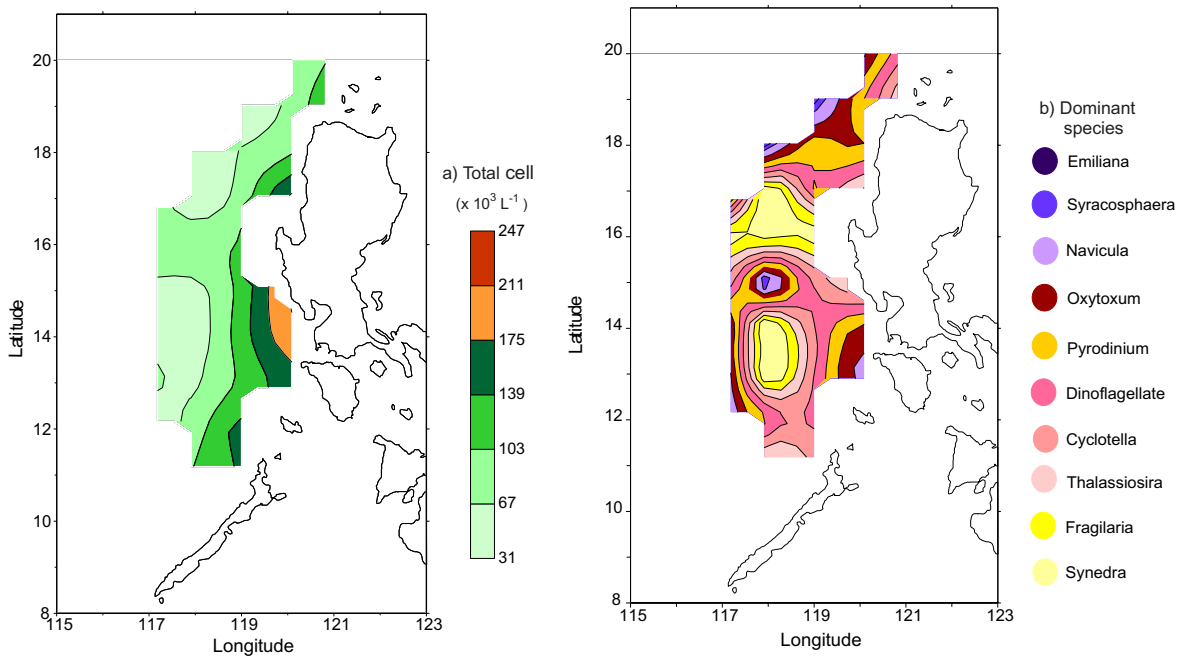 20
18
16
14
12
10
8
Latitude
115
117
119
121
123
Longitude
a) Total cell
(x 10³ L⁻¹ )
247
211
175
139
103
67
31
20
18
16
14
12
10
8
Latitude
115
117
119
121
123
Longitude
b) Dominant
species
Emiliana
Syracosphaera
Navicula
Oxytoxum
Pyrodinium
Dinoflagellate
Cyclotella
Thalassiosira
Fragilaria
Synedra